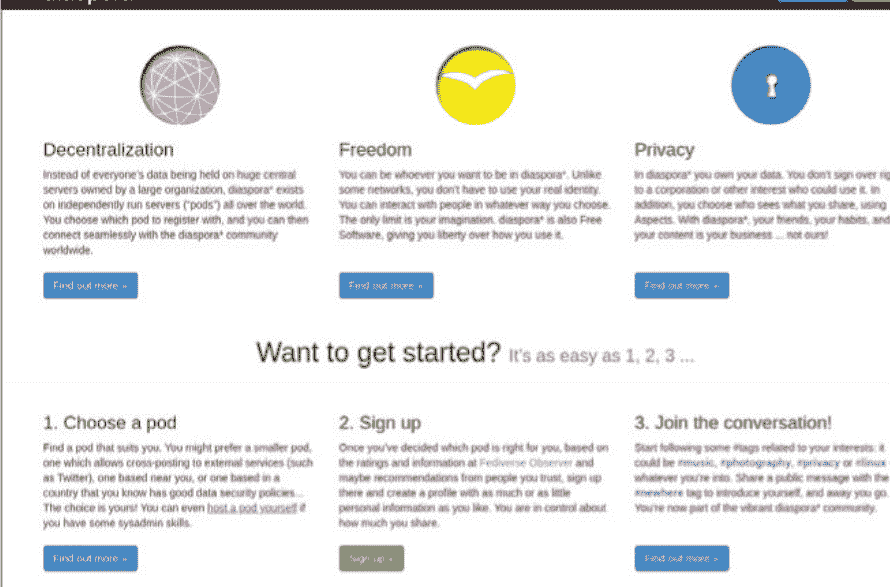 Decentralization
Instead of everyone's data being held on huge central
servers owned by a large organization, diaspora* exists
on independently run servers ("pods") all over the world.
You choose which pod to register with, and you can then
connect seamlessly with the diaspora* community
worldwide.
Find out more »
Freedom
You can be whoever you want to be in diaspora*. Unlike
some networks, you don't have to use your real identity.
You can interact with people in whatever way you choose.
The only limit is your imagination. diaspora* is also Free
Software, giving you liberty over how you use it.
Find out more »
Privacy
In diaspora* you own your data. You don't sign over
to a corporation or other interest who could use it. In
addition, you choose who sees what you share, using
Aspects. With diaspora*, your friends, your habits, and
your content is your business ... not ours!
Find out more »
Want to get started? It's as easy as 1, 2, 3 ...
1. Choose a pod
Find a pod that suits you. You might prefer a smaller pod,
one which allows cross-posting to external services (such
as Twitter), one based near you, or one based in a
country that you know has good data security policies...
The choice is yours! You can even host a pod yourself if
you have some sysadmin skills.
Find out more »
2. Sign up
Once you've decided which pod is right for you, based on
the ratings and information at Fediverse Observer and
maybe recommendations from people you trust, sign up
there and create a profile with as much or as little
personal information as you like. You are in control about
how much you share.
Sign up »
3. Join the conversation!
Start following some #tags related to your interests: it
could be #music, #photography, #privacy or #linux
whatever you're into. Share a public message with the
#newhere tag to introduce yourself, and away you go.
You're now part of the vibrant diaspora* community.
Find out more »